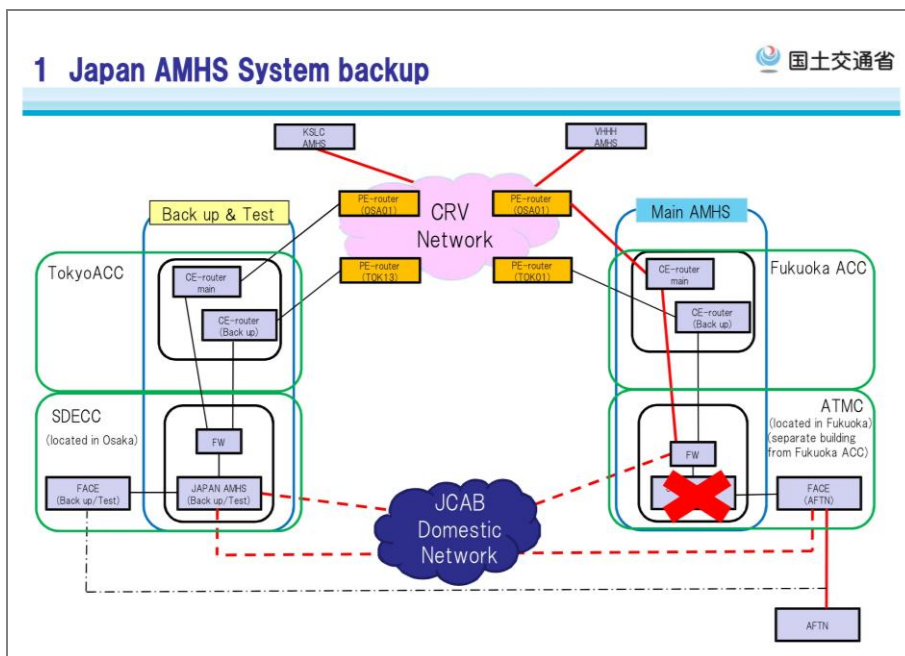 1 Japan AMHS System backup
国土交通省
KSLC
AMHS
VHHH
AMHS
Back up & Test
PE-router
(OSA01)
CRV
Network
PE-router
(OSA01)
Main AMHS
TokyoACC
CE-router
main
PE-router
(TOK13)
PE-router
(TOK01)
CE-router
main
Fukuoka ACC
CE-router
(Back up)
CE-router
(Back up)
SDECC
(located in Osaka)
FW
ATMC
(located in Fukuoka)
(separate building
from Fukuoka ACC)
FW
FACE
(Back up/Test)
JAPAN AMHS
(Back up/Test)
JCAB
Domestic
Network
FACE
(AFTN)
AFTN